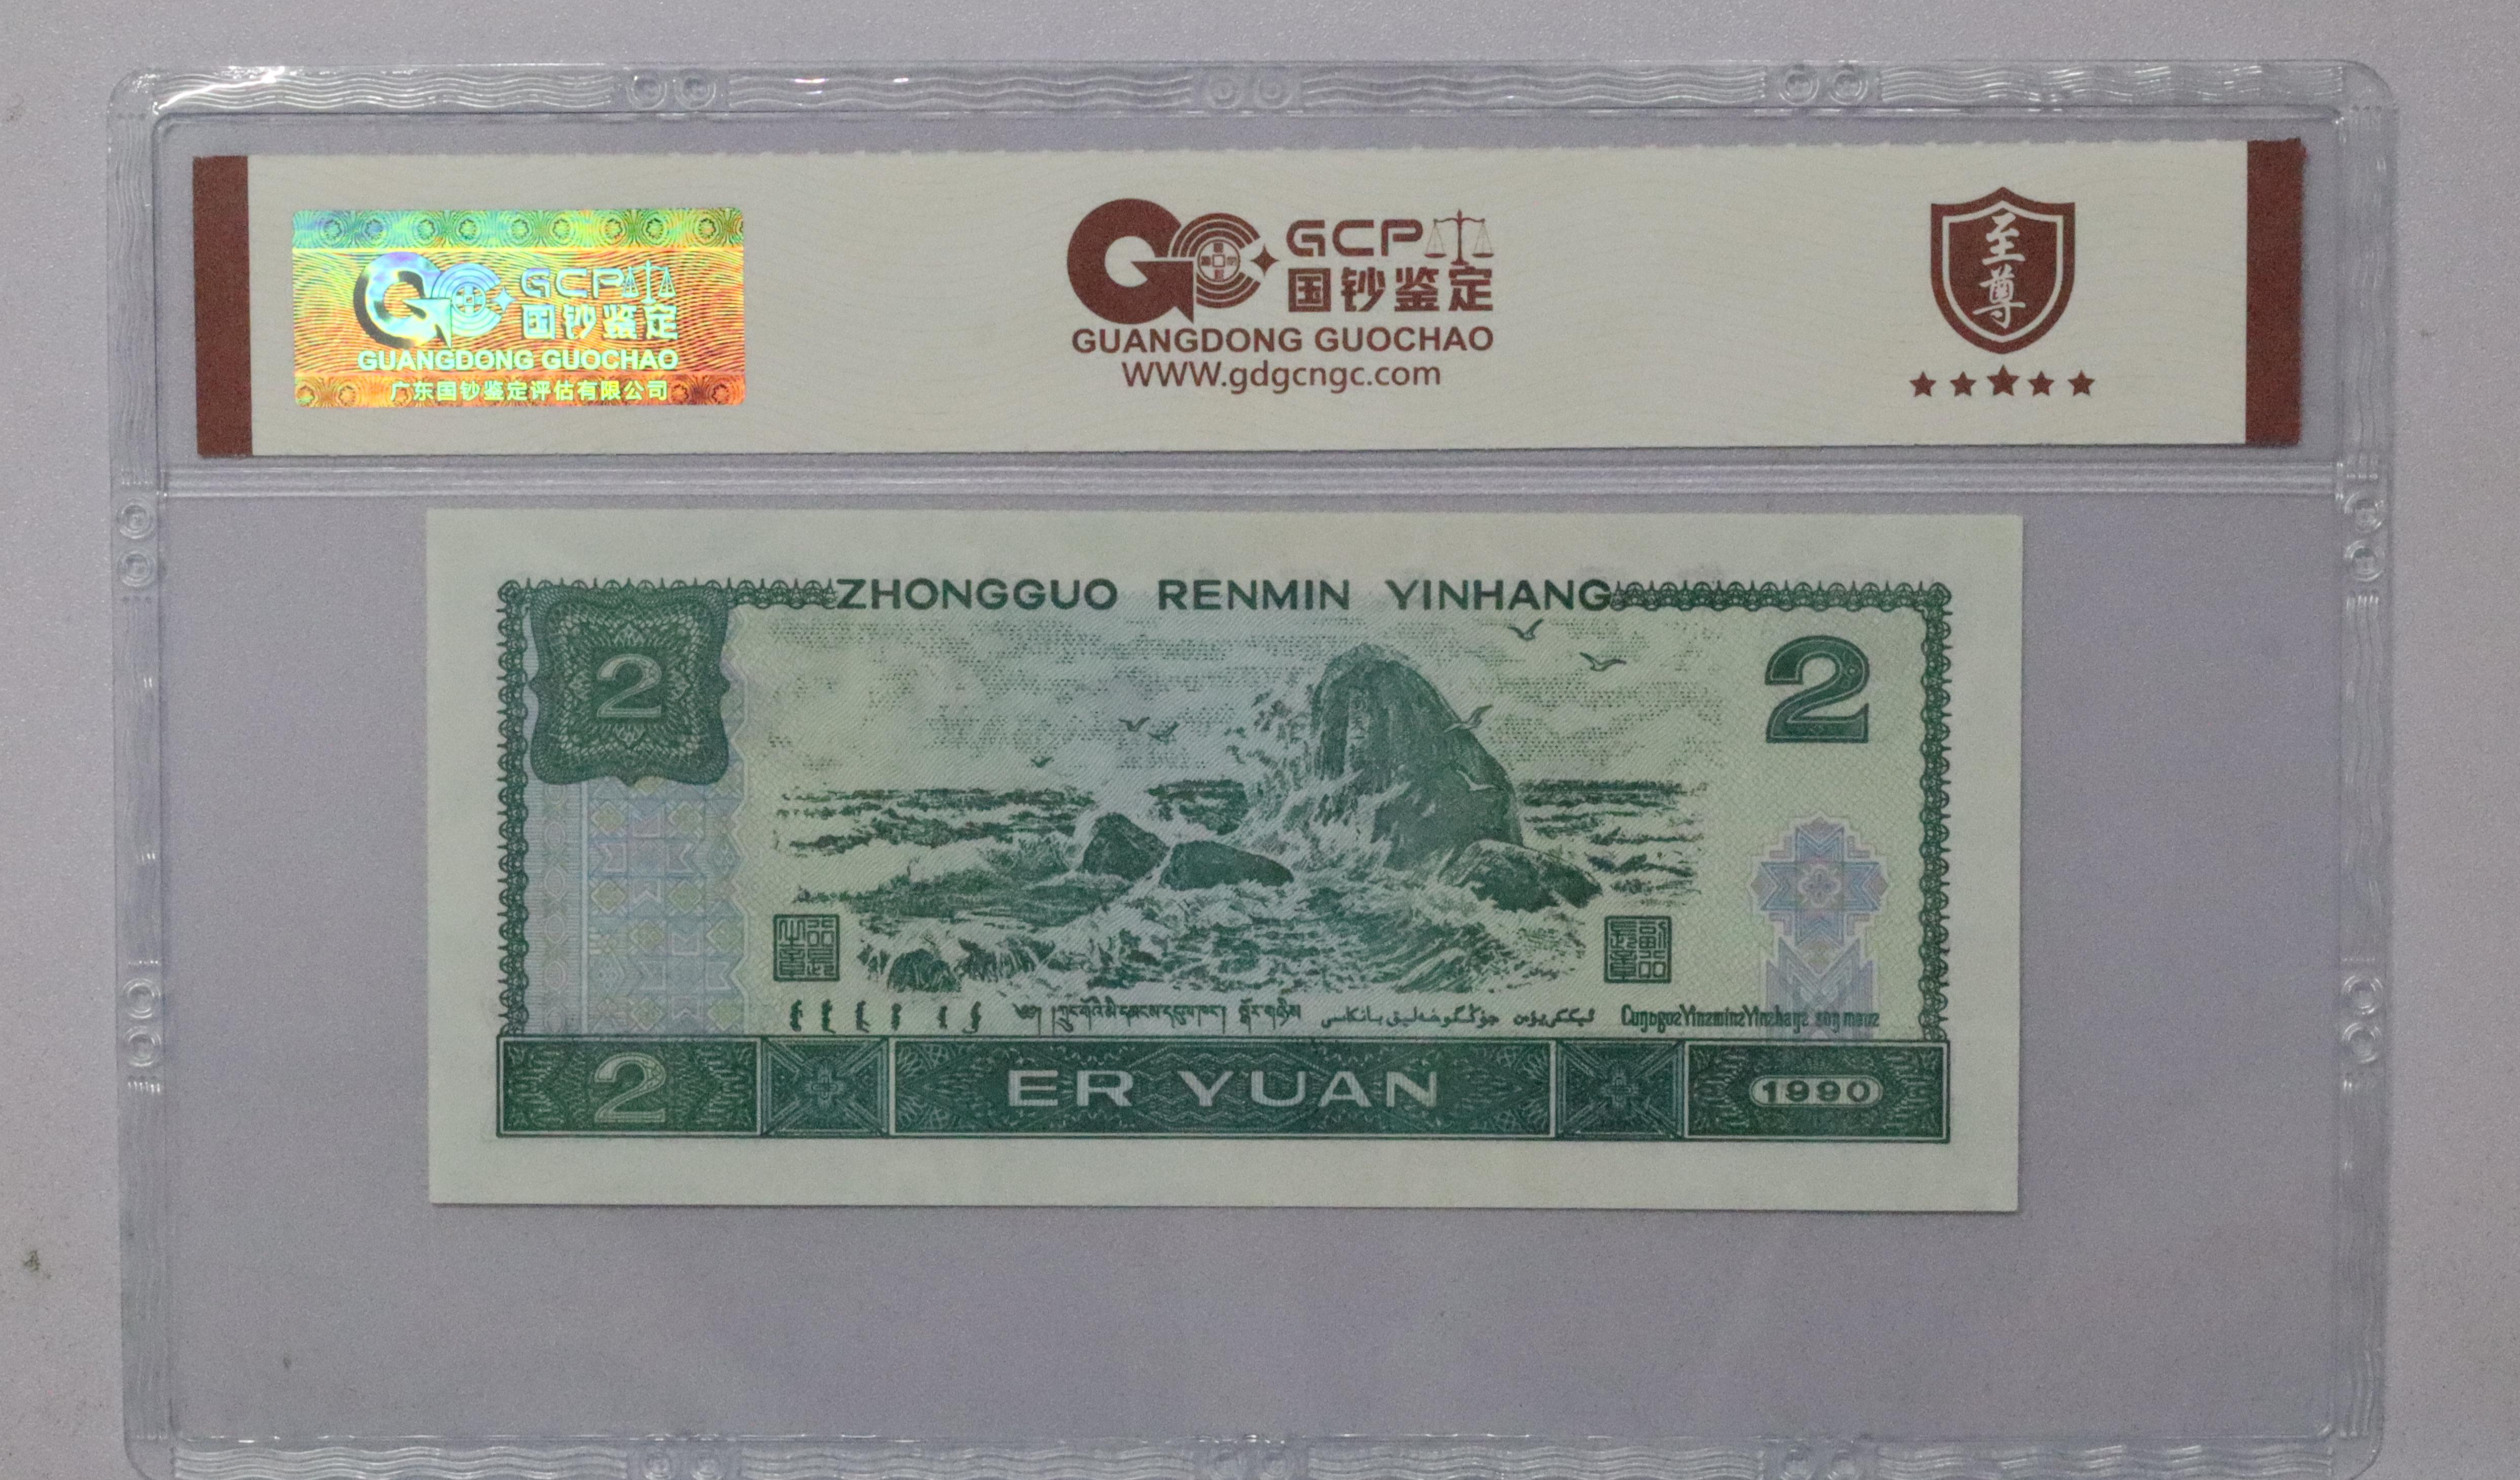 GCP
国钞鉴定
GUANGDONG GUOCHAO
广东国钞鉴定评估有限公司
GCP
国钞鉴定
GUANGDONG GUOCHAO
WWW.gdgcngc.com
至尊
ZHONGGUO RENMIN YINHANG
2
2
CuŋƨguƨYinƨminƨYinƨhaŋƨ
2
ER YUAN
1990